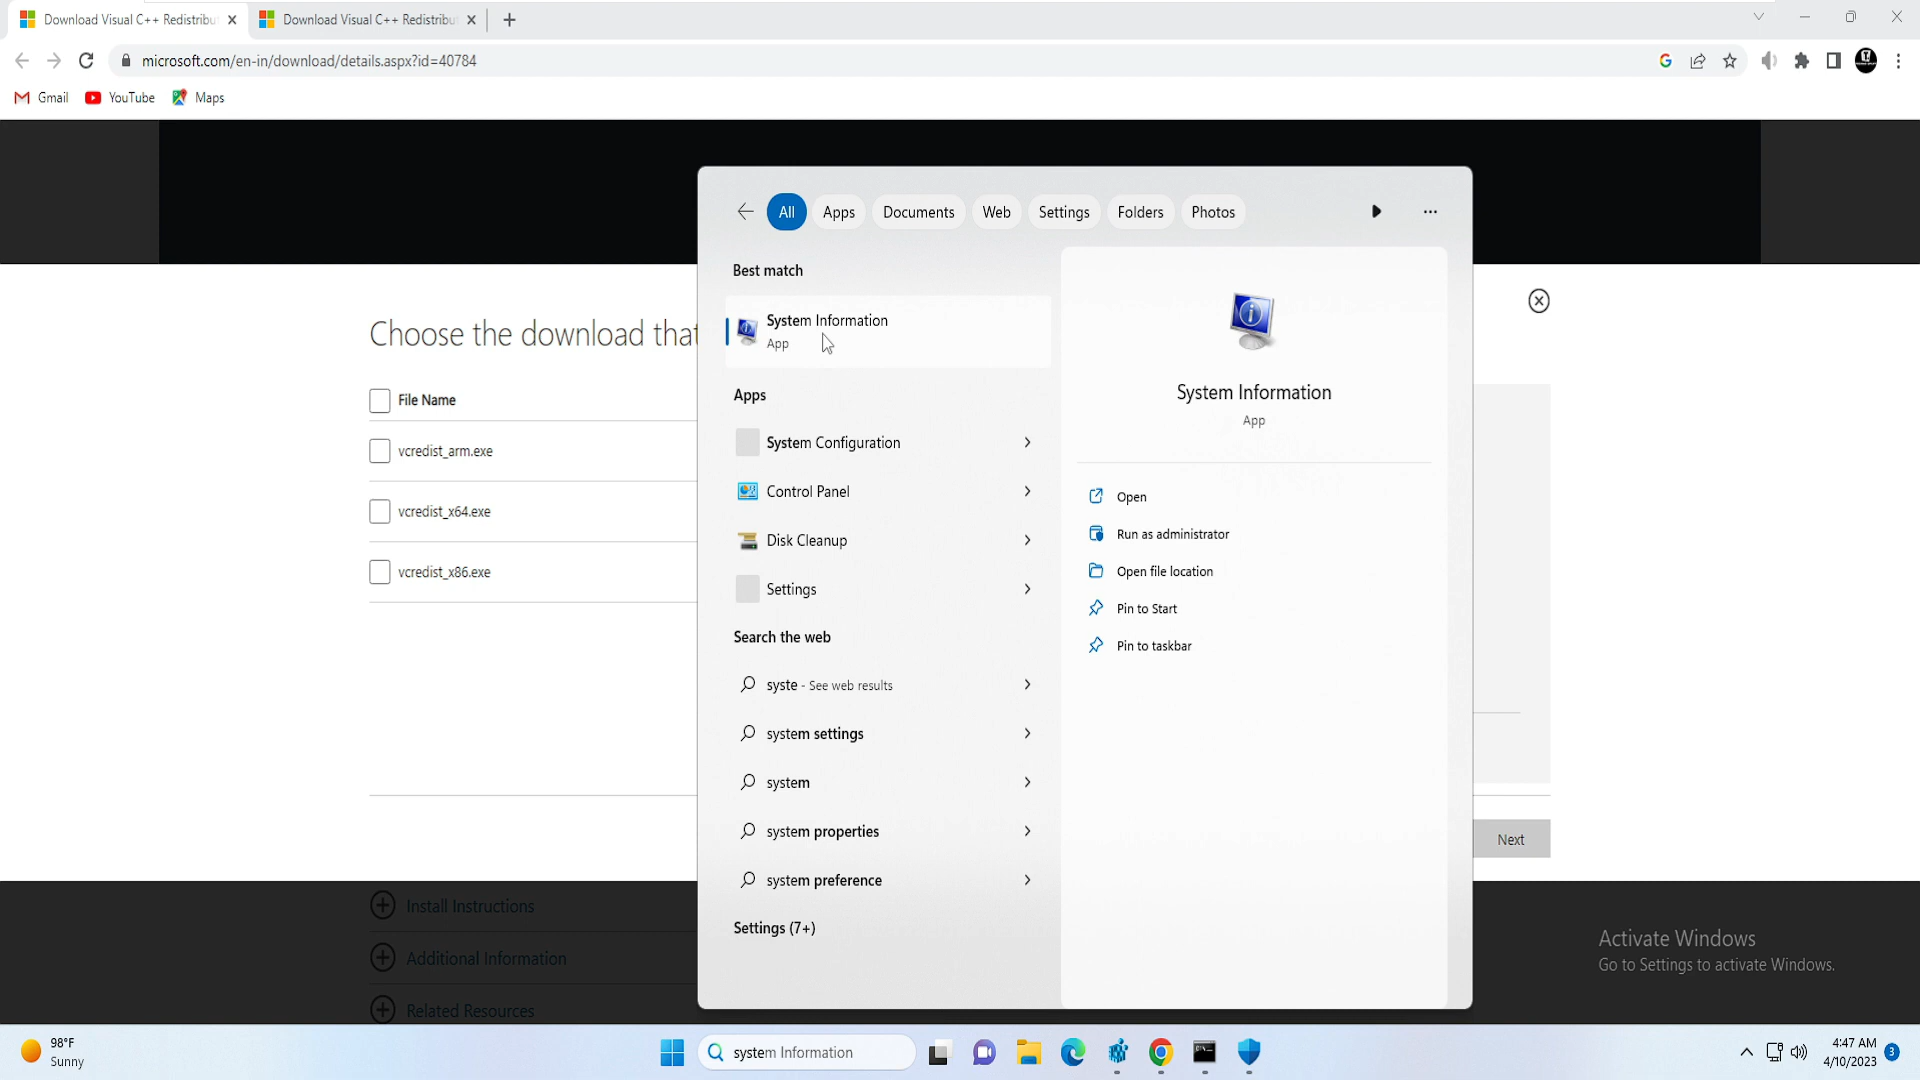 Download Visual C++ Redistribut
Download Visual C++ Redistribut
microsoft.com/en-in/download/details.aspx?id=40784
Gmail
YouTube
Maps
Choose the download that
File Name
vcredist_arm.exe
vcredist_x64.exe
vcredist_x86.exe
Next
Install Instructions
Additional Information
Related Resources
All
Apps
Documents
Web
Settings
Folders
Photos
Best match
System Information
App
Apps
System Configuration
Control Panel
Disk Cleanup
Settings
Search the web
syste - See web results
system settings
system
system properties
system preference
Settings (7+)
System Information
App
Open
Run as administrator
Open file location
Pin to Start
Pin to taskbar
Activate Windows
Go to Settings to activate Windows.
98°F
Sunny
system Information
4:47 AM
4/10/2023
3